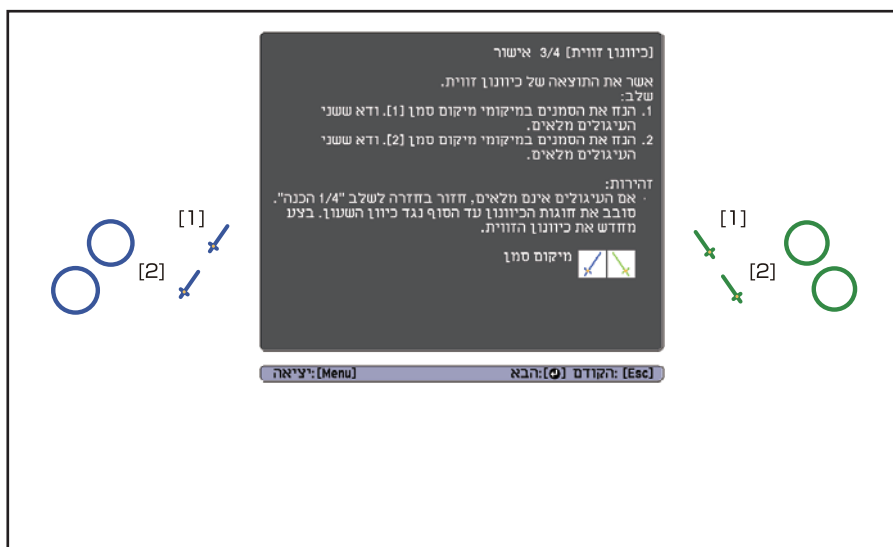 [כיוונון זווית] 3/4 אישור
אשר את התוצאה של כיוונון זווית.
שלב:
1. הנח את הסמנים במיקומי מיקום סמן [1]. ודא ששני
העיגולים מלאים.
2. הנח את הסמנים במיקומי מיקום סמן [2]. ודא ששני
העיגולים מלאים.
זהירות:
· אם העיגולים אינם מלאים, חזור בחזרה לשלב "1/4 הכנה".
סובב את חוגות הכיוונון עד הסוף נגד כיוון השעון. בצע
מחדש את כיוונון הזווית.
[1]
[1]
[2]
[2]
מיקום סמן
[Esc] :הקודם [⏎]:הבא
[Menu]:יציאה